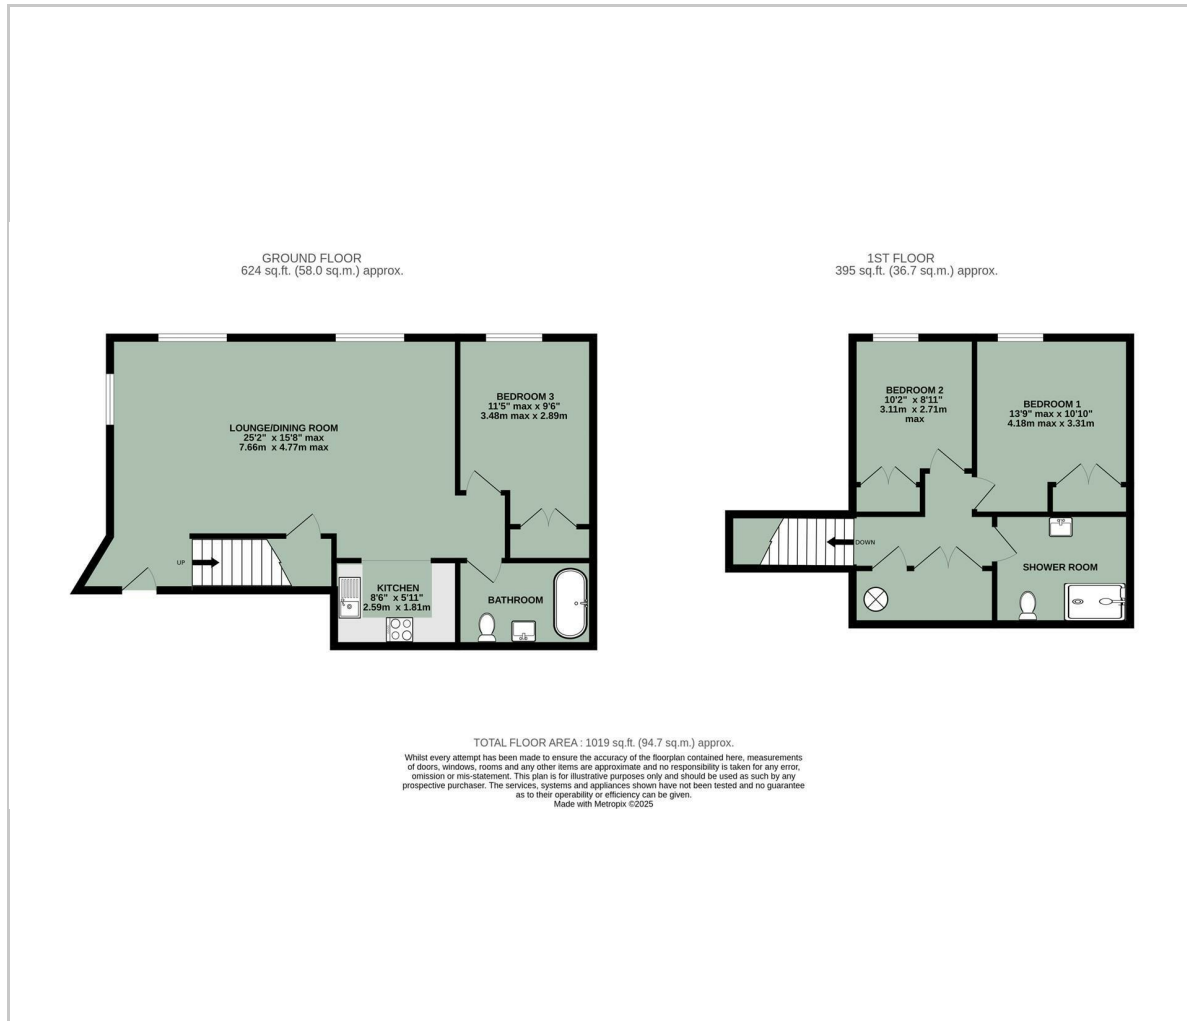 GROUND FLOOR
624 sq.ft. (58.0 sq.m.) approx.
1ST FLOOR
395 sq.ft. (36.7 sq.m.) approx.
LOUNGE/DINING ROOM
25'2" x 15'8" max
7.66m x 4.77m max
BEDROOM 3
11'5" max x 9'6"
3.48m max x 2.89m
UP
KITCHEN
8'6" x 5'11"
2.59m x 1.81m
BATHROOM
BEDROOM 2
10'2" x 8'11"
3.11m x 2.71m
max
BEDROOM 1
13'9" max x 10'10"
4.18m max x 3.31m
DOWN
SHOWER ROOM
TOTAL FLOOR AREA : 1019 sq.ft. (94.7 sq.m.) approx.
Whilst every attempt has been made to ensure the accuracy of the floorplan contained here, measurements
of doors, windows, rooms and any other items are approximate and no responsibility is taken for any error,
omission or mis-statement. This plan is for illustrative purposes only and should be used as such by any
prospective purchaser. The services, systems and appliances shown have not been tested and no guarantee
as to their operability or efficiency can be given.
Made with Metropix ©2025